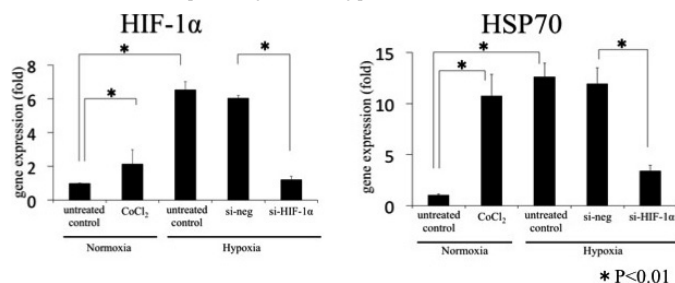 HIF-1α
gene expression (fold)
8
6
4
2
0
*
*
*
untreated control
CoCl2
untreated control
si-neg
si-HIF-1α
Normoxia
Hypoxia
HSP70
gene expression (fold)
15
10
5
0
*
*
*
untreated control
CoCl2
untreated control
si-neg
si-HIF-1α
Normoxia
Hypoxia
* P<0.01